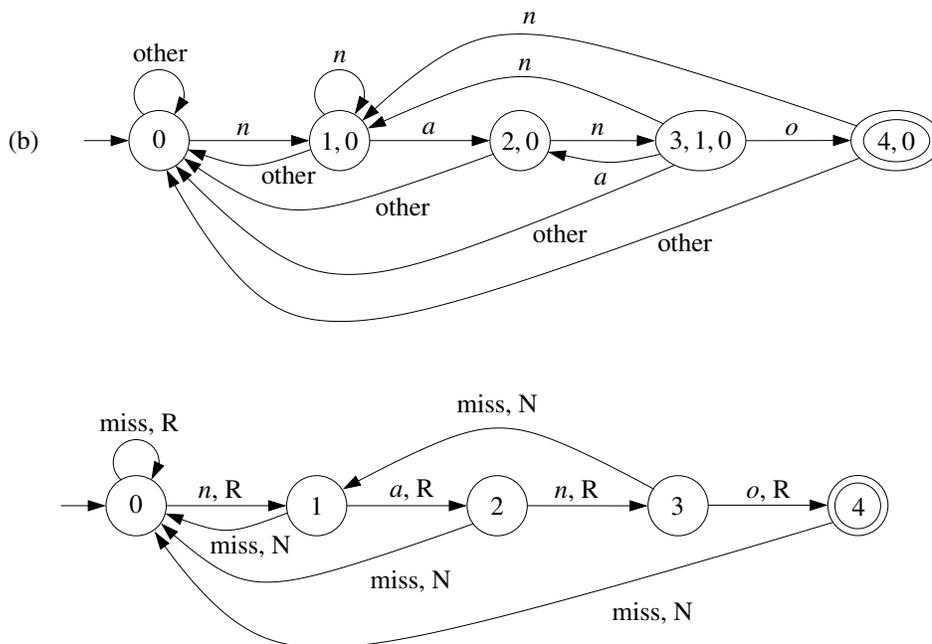 n
other
n
n
(b)
0
n
1, 0
a
2, 0
n
3, 1, 0
o
4, 0
other
a
other
other
other
miss, N
miss, R
0
n, R
1
a, R
2
n, R
3
o, R
4
miss, N
miss, N
miss, N